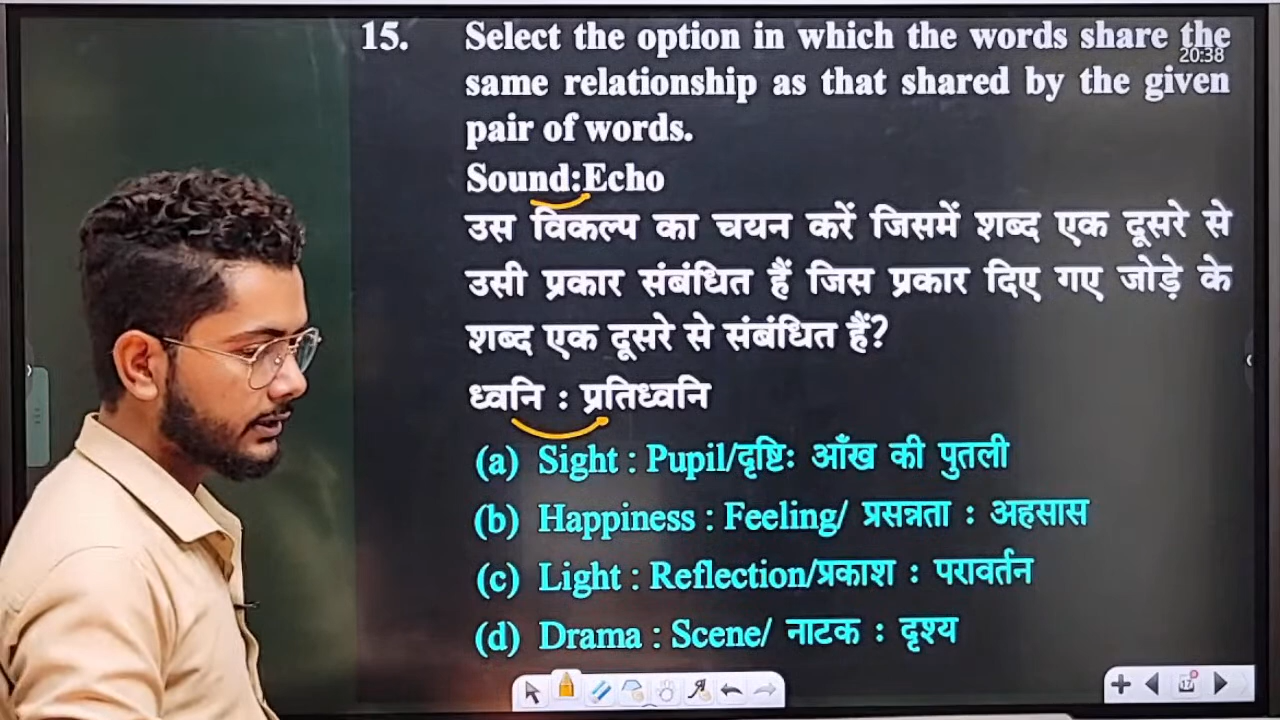 15. Select the option in which the words share the
20:38
same relationship as that shared by the given
pair of words.
Sound:Echo
उस विकल्प का चयन करें जिसमें शब्द एक दूसरे से
उसी प्रकार संबंधित हैं जिस प्रकार दिए गए जोड़े के
शब्द एक दूसरे से संबंधित हैं?
ध्वनि : प्रतिध्वनि
(a) Sight : Pupil/दृष्टिः आँख की पुतली
(b) Happiness : Feeling/ प्रसन्नता : अहसास
(c) Light : Reflection/प्रकाश : परावर्तन
(d) Drama : Scene/ नाटक : दृश्य